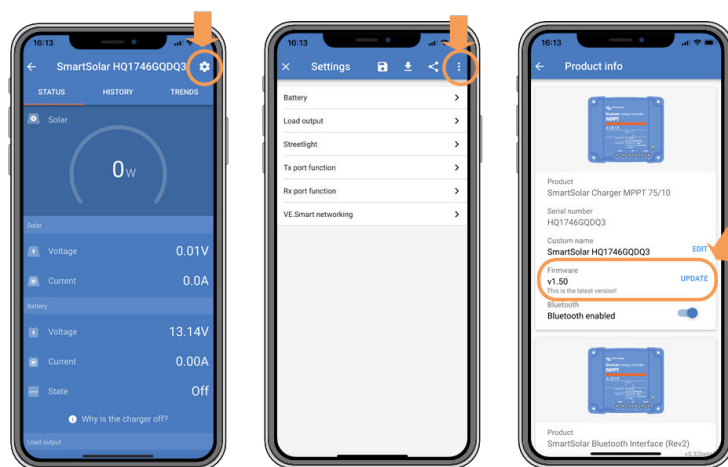 16:13
SmartSolar HQ1746GQDQ3
STATUS HISTORY TRENDS
Solar
0W
Solar
Voltage 0.01V
Current 0.0A
Battery
Voltage 13.14V
Current 0.00A
State Off
Why is the charger off?
Load output
16:13
Settings
Battery
Load output
Streetlight
Tx port function
Rx port function
VE.Smart networking
16:13
Product info
MPPT
Product
SmartSolar Charger MPPT 75/10
Serial number
HQ1746GQDQ3
Custom name
SmartSolar HQ1746GQDQ3 EDIT
Firmware
v1.50 UPDATE
This is the latest version!
Bluetooth
Bluetooth enabled
MPPT
Product
SmartSolar Bluetooth Interface (Rev2)